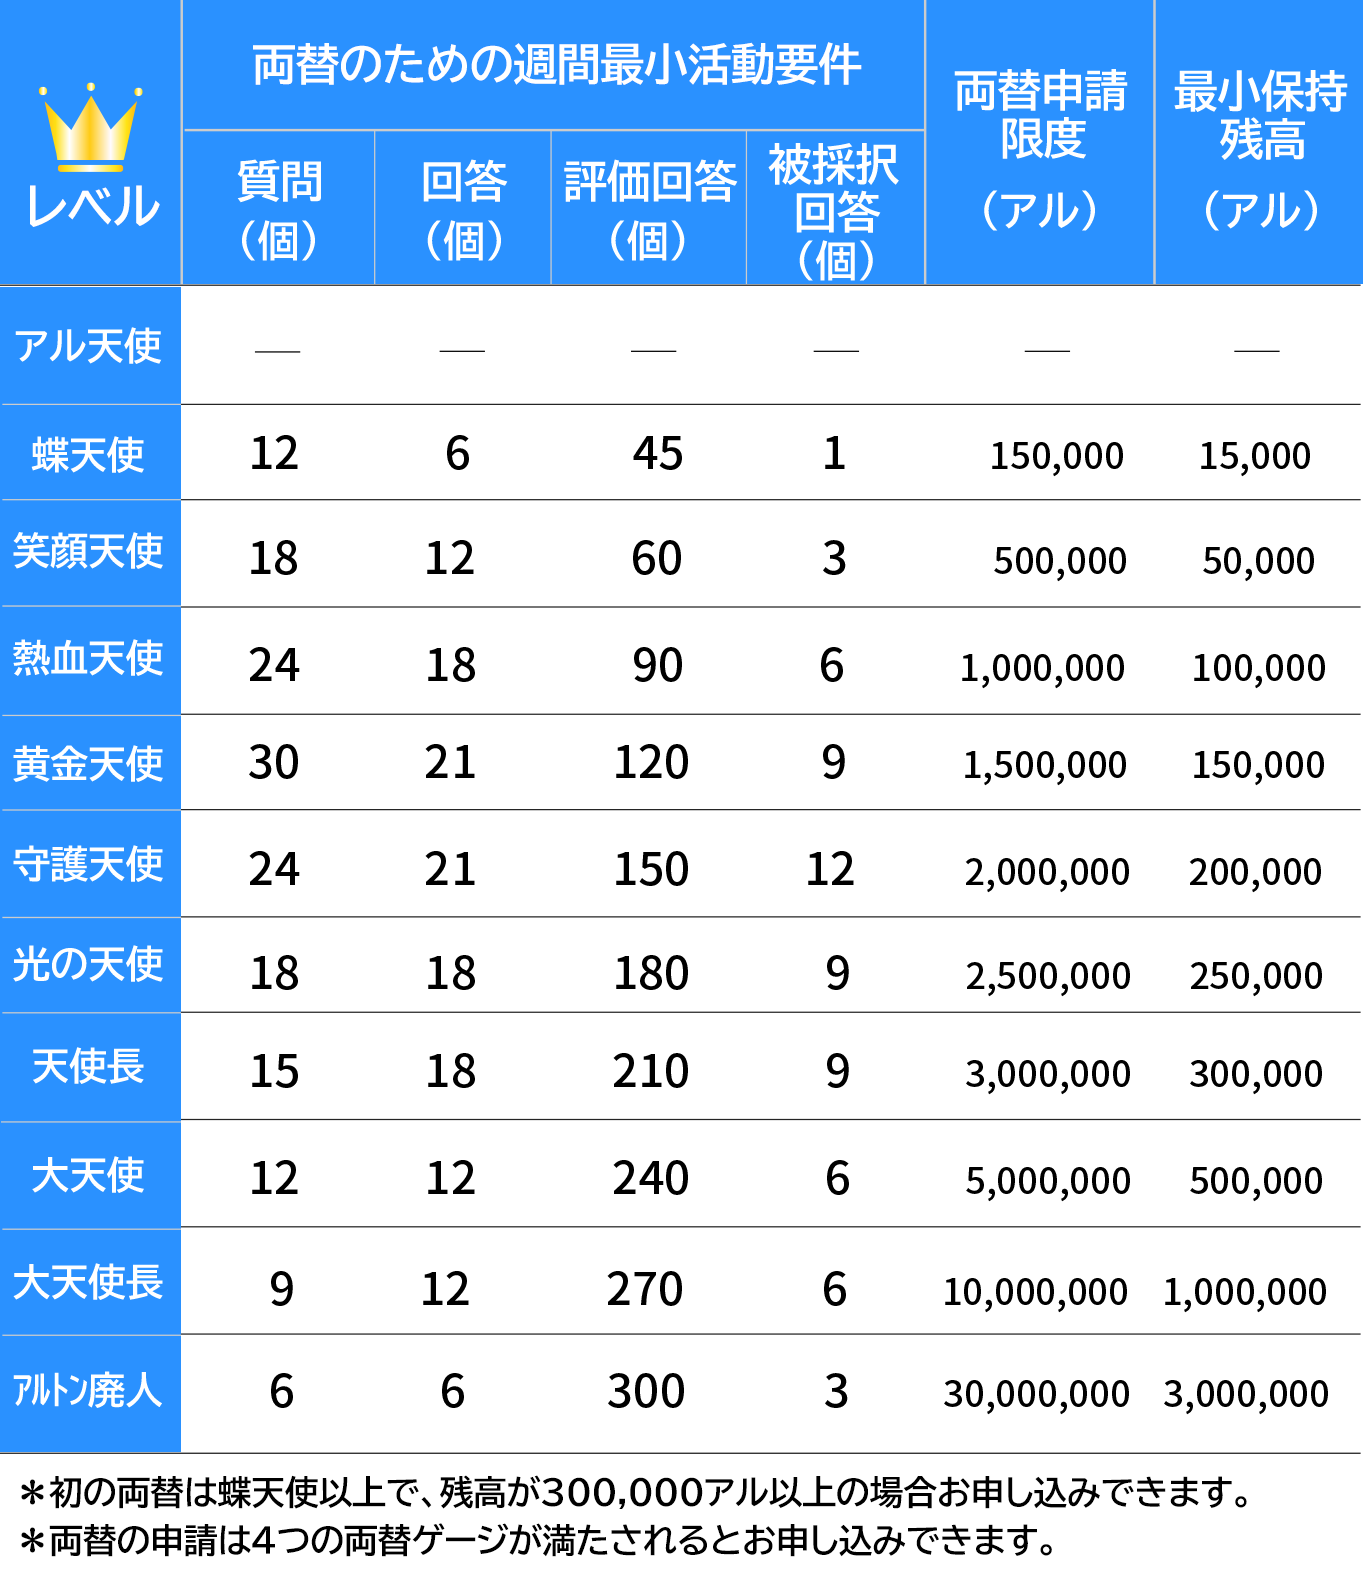 レベル
両替のための週間最小活動要件
質問
（個）
回答
（個）
評価回答
（個）
被採択
回答
（個）
両替申請
限度
（アル）
最小保持
残高
（アル）
アル天使 — — — — — —
蝶天使 12 6 45 1 150,000 15,000
笑顔天使 18 12 60 3 500,000 50,000
熱血天使 24 18 90 6 1,000,000 100,000
黄金天使 30 21 120 9 1,500,000 150,000
守護天使 24 21 150 12 2,000,000 200,000
光の天使 18 18 180 9 2,500,000 250,000
天使長 15 18 210 9 3,000,000 300,000
大天使 12 12 240 6 5,000,000 500,000
大天使長 9 12 270 6 10,000,000 1,000,000
ｱﾙﾄﾝ廃人 6 6 300 3 30,000,000 3,000,000
＊初の両替は蝶天使以上で、残高が300,000アル以上の場合お申し込みできます。
＊両替の申請は4つの両替ゲージが満たされるとお申し込みできます。